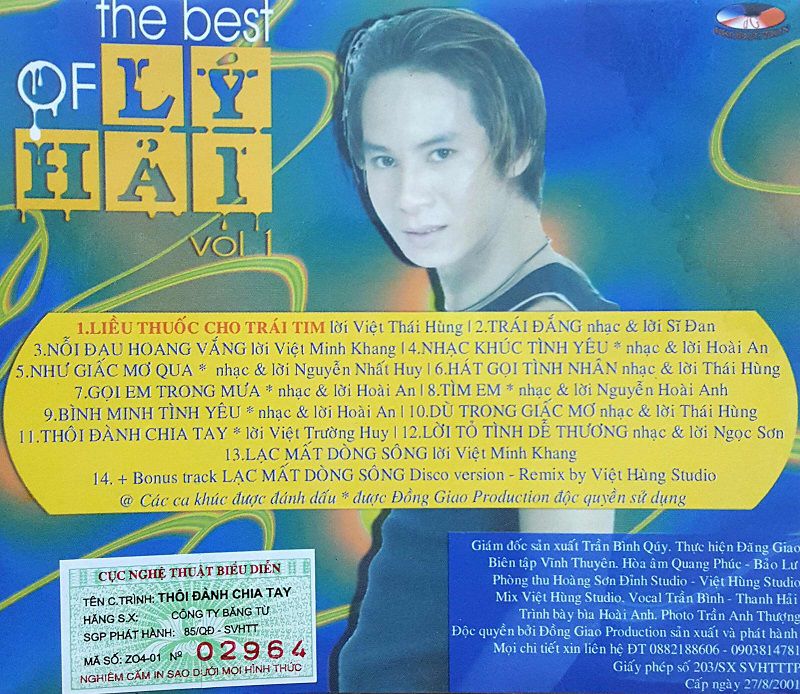 the best
OF LÝ
HẢI
vol 1
1.LIỀU THUỐC CHO TRÁI TIM lời Việt Thái Hùng | 2.TRÁI ĐẮNG nhạc & lời Sĩ Đan
3.NỖI ĐAU HOANG VẮNG lời Việt Minh Khang | 4.NHẠC KHÚC TÌNH YÊU * nhạc & lời Hoài An
5.NHƯ GIẤC MƠ QUA * nhạc & lời Nguyễn Nhất Huy | 6.HÁT GỌI TÌNH NHÂN nhạc & lời Thái Hùng
7.GỌI EM TRONG MƯA * nhạc & lời Hoài An | 8.TÌM EM * nhạc & lời Nguyễn Hoài Anh
9.BÌNH MINH TÌNH YÊU * nhạc & lời Hoài An | 10.DÙ TRONG GIẤC MƠ nhạc & lời Thái Hùng
11.THÔI ĐÀNH CHIA TAY * lời Việt Trường Huy | 12.LỜI TỎ TÌNH DỄ THƯƠNG nhạc & lời Ngọc Sơn
13.LẠC MẤT DÒNG SÔNG lời Việt Minh Khang
14. + Bonus track LẠC MẤT DÒNG SÔNG Disco version - Remix by Việt Hùng Studio
@ Các ca khúc được đánh dấu * được Đồng Giao Production độc quyền sử dụng
CỤC NGHỆ THUẬT BIỂU DIỄN
TÊN C.TRÌNH: THÔI ĐÀNH CHIA TAY
HÃNG S.X: CÔNG TY BĂNG TỪ
SGP PHÁT HÀNH: 85/QĐ - SVHTT
MÃ SỐ: ZO4-01 Nº 02964
NGHIÊM CẤM IN SAO DƯỚI MỌI HÌNH THỨC
Giám đốc sản xuất Trần Bình Qúy. Thực hiện Đăng Giao
Biên tập Vĩnh Thuyên. Hòa âm Quang Phúc - Bảo Lư
Phòng thu Hoàng Sơn Đỉnh Studio - Việt Hùng Studio
Mix Việt Hùng Studio. Vocal Trần Bình - Thanh Hải
Trình bày bìa Hoài Anh. Photo Trần Anh Thượng
Độc quyền bởi Đồng Giao Production sản xuất và phát hành
Mọi chi tiết xin liên hệ ĐT 0882188606 - 0903814781
Giấy phép số 203/SX SVHTTTP
Cấp ngày 27/8/2001